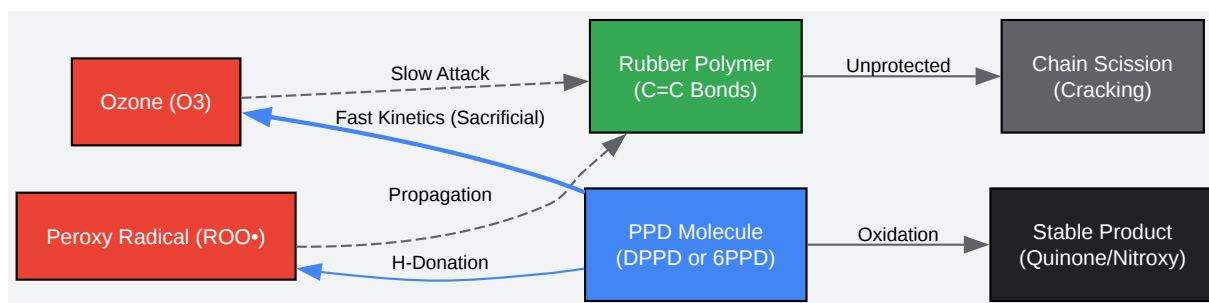 Ozone (O3)
Slow Attack
Fast Kinetics (Sacrificial)
Rubber Polymer
(C=C Bonds)
Unprotected
Chain Scission
(Cracking)
Peroxy Radical (ROO•)
Propagation
H-Donation
PPD Molecule
(DPPD or 6PPD)
Oxidation
Stable Product
(Quinone/Nitroxy)